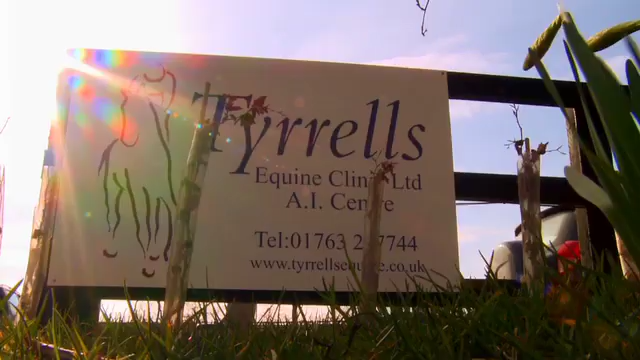 Tyrrells
Equine Clinic Ltd
A.I. Centre
Tel:01763
www.tyrrellsequine.co.uk